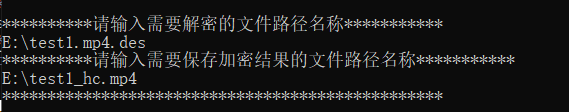 **********请输入需要解密的文件路径名称***********
E:\test1.mp4.des
**********请输入需要保存加密结果的文件路径名称***********
E:\test1_hc.mp4
*************************************************